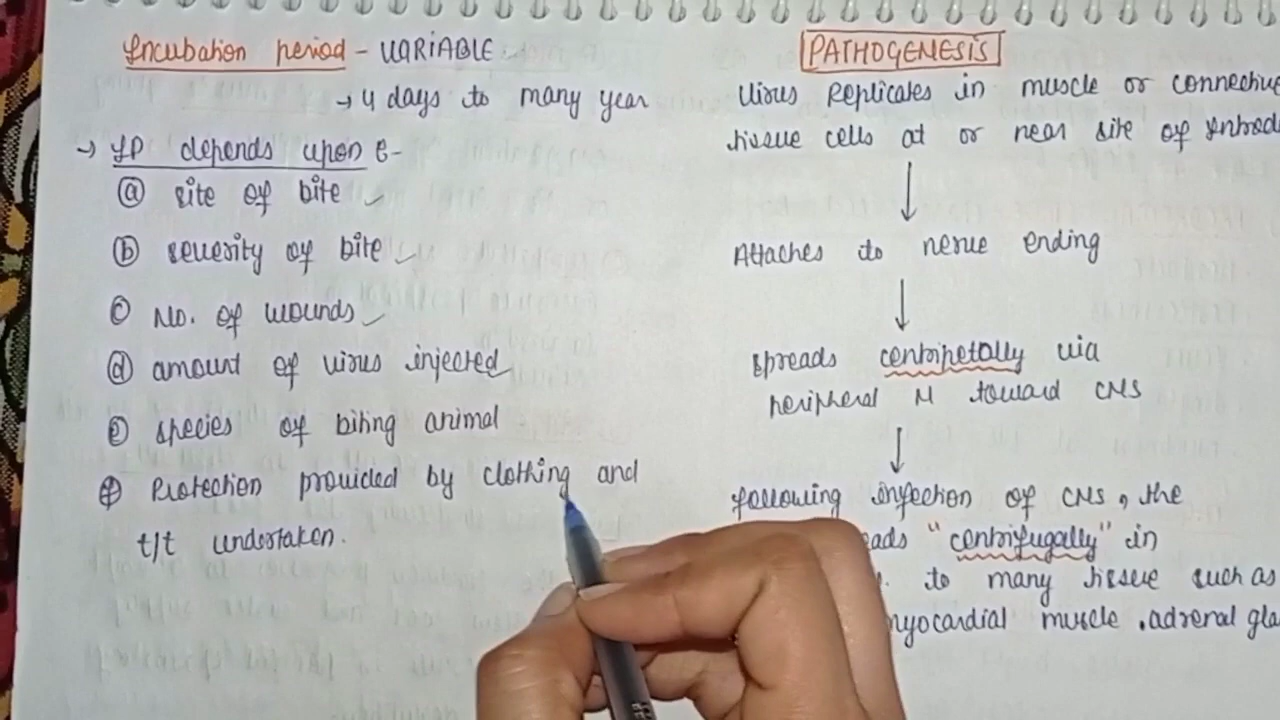 Incubation period - VARIABLE
→ 4 days to many year
→ IP depends upon :-
(a) site of bite
(b) severity of bite
(c) No. of wounds
(d) amount of virus injected
(e) species of biting animal
(f) Protection provided by clothing and
t/t undertaken.
PATHOGENESIS
Virus Replicates in muscle or connective
tissue cells at or near site of
↓
Attaches to nerve ending
↓
spreads centripetally via
peripheral N toward CNS
↓
following infection of CNS, the
"centrifugally" in
to many tissue such as
myocardial muscle, adrenal